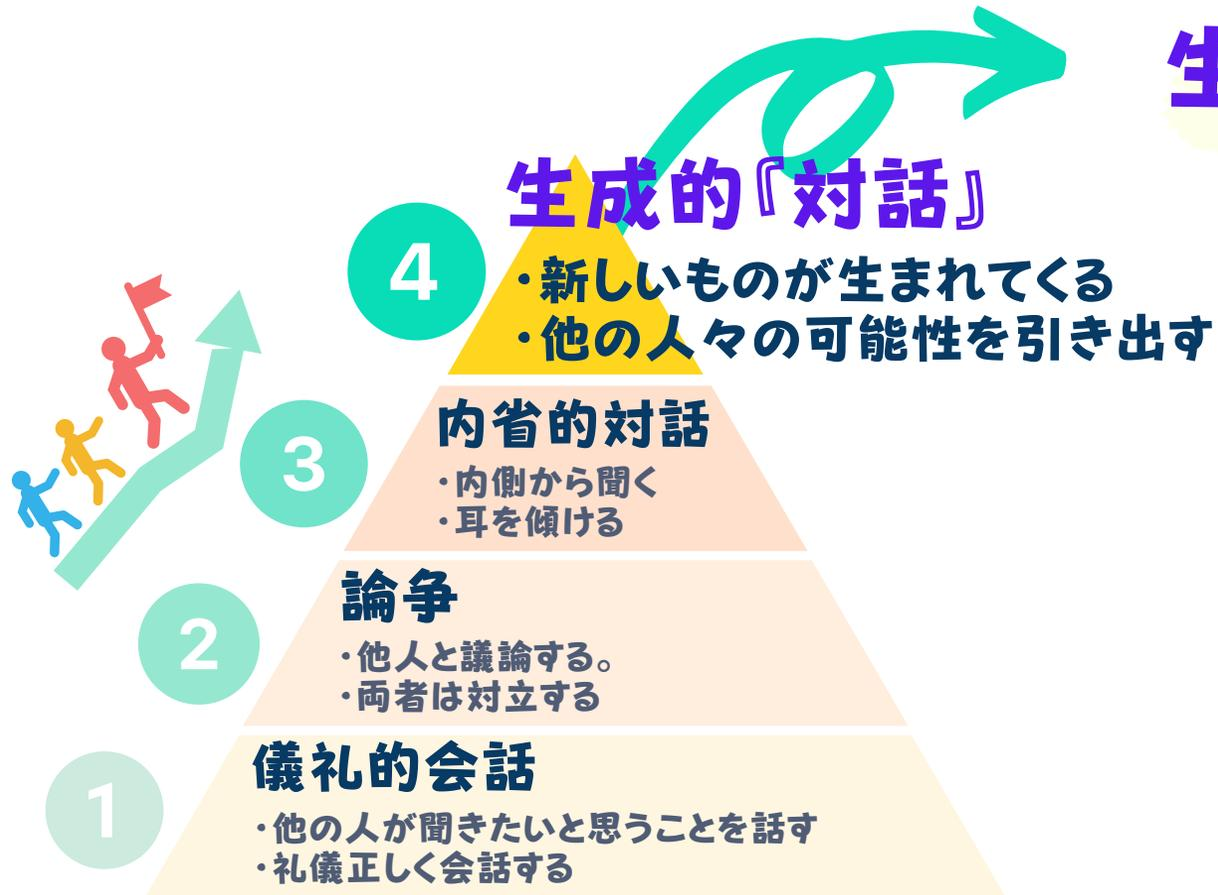 生
4
生成的『対話』
・新しいものが生まれてくる
・他の人々の可能性を引き出す
3
内省的対話
・内側から聞く
・耳を傾ける
2
論争
・他人と議論する。
・両者は対立する
1
儀礼的会話
・他の人が聞きたいと思うことを話す
・礼儀正しく会話する